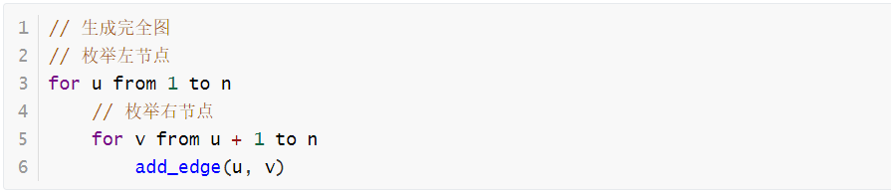 1 // 生成完全图
2 // 枚举左节点
3 for u from 1 to n
4     // 枚举右节点
5     for v from u + 1 to n
6         add_edge(u, v)